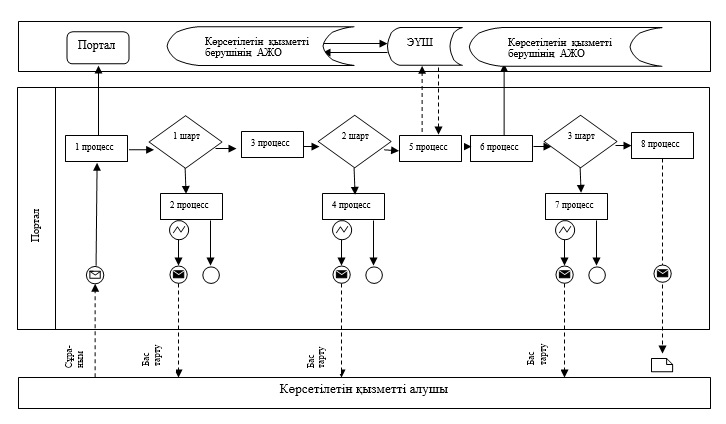 Портал
Көрсетілетін қызметті
берушінің АЖО
ЭҮШ
Көрсетілетін қызметті
берушінің АЖО
Портал
1 процесс
1 шарт
3 процесс
2 шарт
5 процесс
6 процесс
3 шарт
8 процесс
2 процесс
4 процесс
7 процесс
Сұра-
ным
Бас
тарту
Бас
тарту
Бас
тарту
Көрсетілетін қызметті алушы